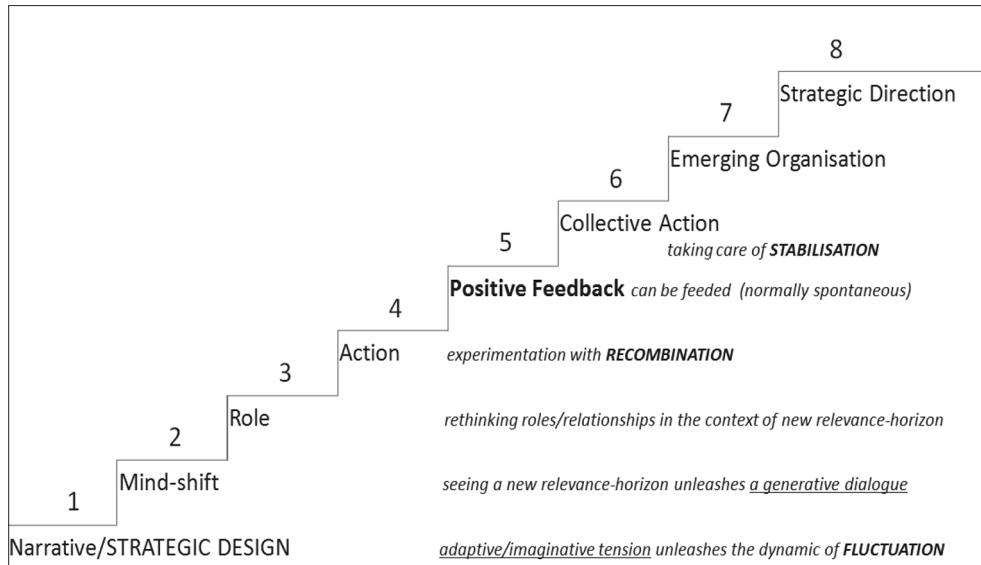 8
Strategic Direction
7
Emerging Organisation
6
Collective Action
taking care of STABILISATION
5
Positive Feedback can be feeded (normally spontaneous)
4
Action experimentation with RECOMBINATION
3
Role rethinking roles/relationships in the context of new relevance-horizon
2
Mind-shift seeing a new relevance-horizon unleashes a generative dialogue
1
Narrative/STRATEGIC DESIGN adaptive/imaginative tension unleashes the dynamic of FLUCTUATION